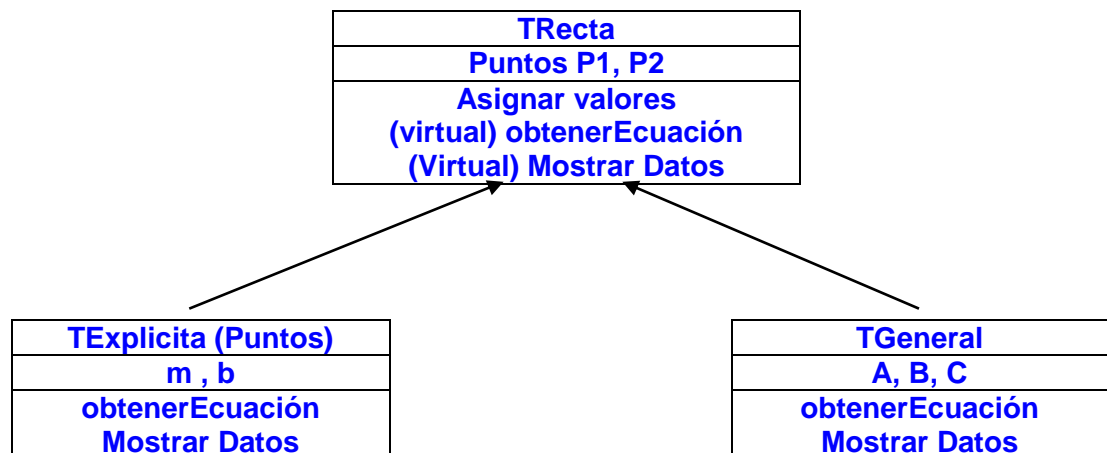 TRecta
Puntos P1, P2
Asignar valores
(virtual) obtenerEcuación
(Virtual) Mostrar Datos
TExplicita (Puntos)
m , b
obtenerEcuación
Mostrar Datos
TGeneral
A, B, C
obtenerEcuación
Mostrar Datos